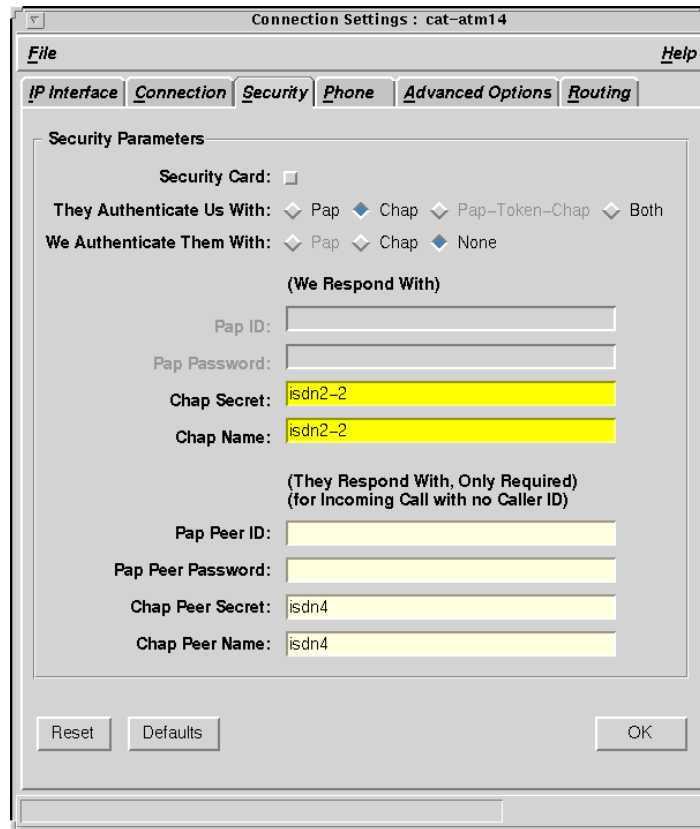 Connection Settings : cat-atm14
File Help
IP Interface Connection Security Phone Advanced Options Routing
Security Parameters
Security Card:
They Authenticate Us With: Pap Chap Pap-Token-Chap Both
We Authenticate Them With: Pap Chap None
(We Respond With)
Pap ID:
Pap Password:
Chap Secret: isdn2-2
Chap Name: isdn2-2
(They Respond With, Only Required)
(for Incoming Call with no Caller ID)
Pap Peer ID:
Pap Peer Password:
Chap Peer Secret: isdn4
Chap Peer Name: isdn4
Reset Defaults OK